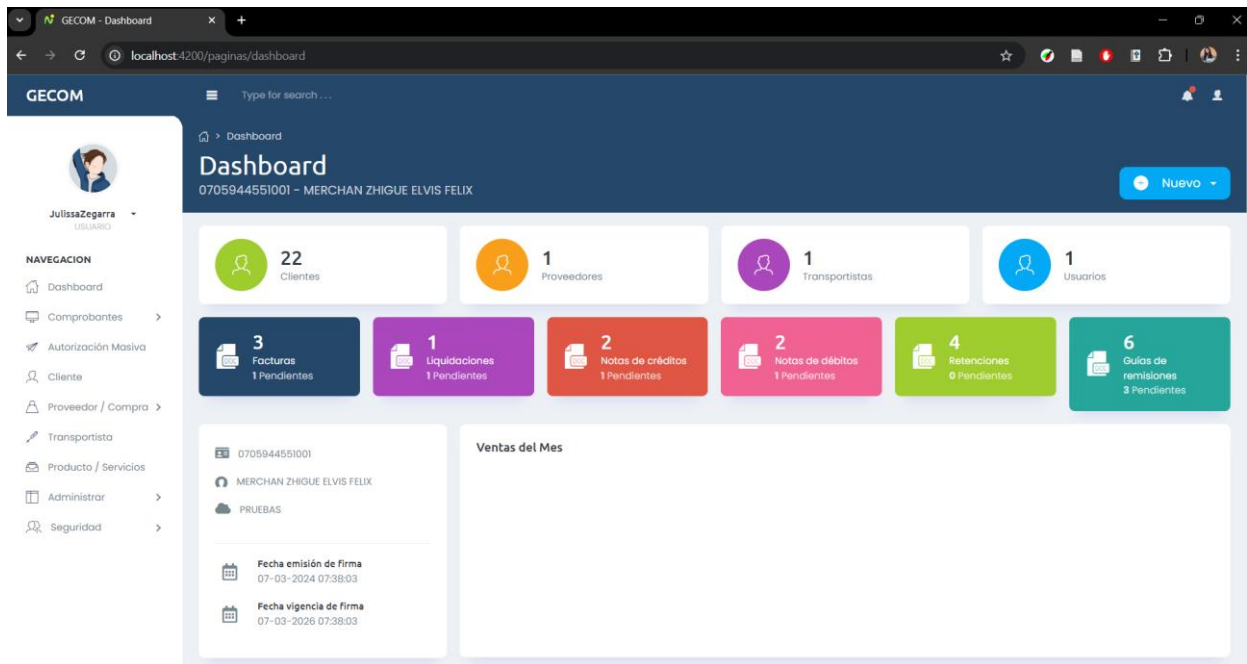 GECOM - Dashboard
localhost:4200/paginas/dashboard
GECOM
Type for search ...
Dashboard
Dashboard
0705944551001 - MERCHAN ZHIGUE ELVIS FELIX
Nuevo
JulissaZegarra
USUARIO
NAVEGACION
Dashboard
Comprobantes
Autorización Masiva
Cliente
Proveedor / Compra
Transportista
Producto / Servicios
Administrar
Seguridad
22
Clientes
1
Proveedores
1
Transportistas
1
Usuarios
3
Facturas
1 Pendientes
1
Liquidaciones
1 Pendientes
2
Notas de créditos
1 Pendientes
2
Notas de débitos
1 Pendientes
4
Retenciones
0 Pendientes
6
Guías de
remisiones
3 Pendientes
0705944551001
MERCHAN ZHIGUE ELVIS FELIX
PRUEBAS
Fecha emisión de firma
07-03-2024 07:38:03
Fecha vigencia de firma
07-03-2026 07:38:03
Ventas del Mes